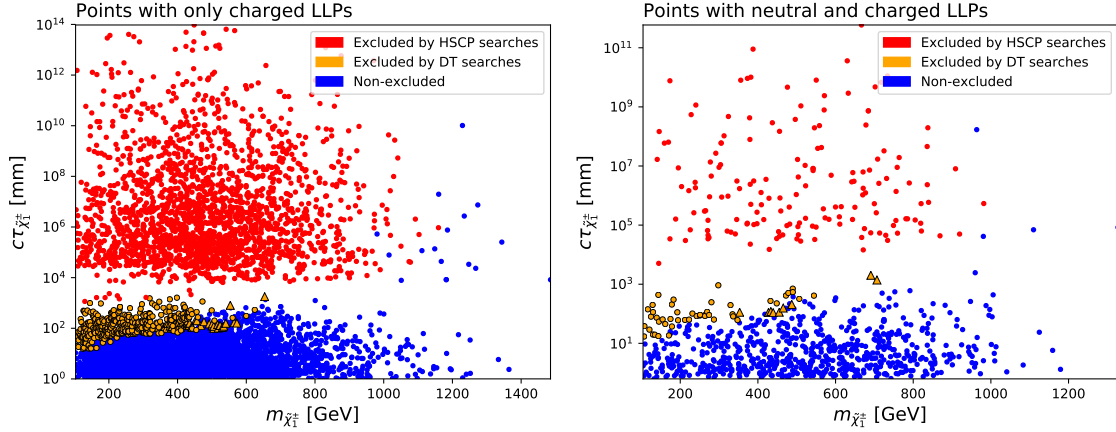 Points with only charged LLPs
Points with neutral and charged LLPs
10^14
10^12
10^10
10^8
10^6
10^4
10^2
10^0
cτ_χ̃₁^± [mm]
Excluded by HSCP searches
Excluded by DT searches
Non-excluded
200 400 600 800 1000 1200 1400
m_χ̃₁^± [GeV]
10^11
10^9
10^7
10^5
10^3
10^1
cτ_χ̃₁^± [mm]
Excluded by HSCP searches
Excluded by DT searches
Non-excluded
200 400 600 800 1000 1200
m_χ̃₁^± [GeV]